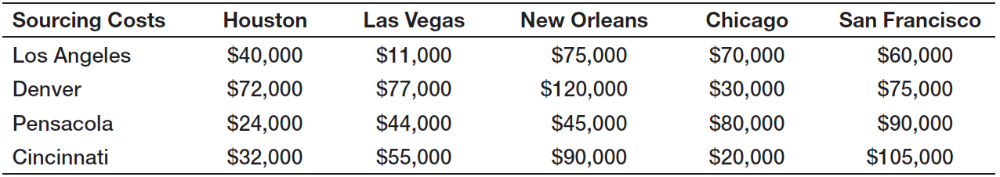 Sourcing Costs Houston Las Vegas New Orleans Chicago San Francisco
Los Angeles $40,000 $11,000 $75,000 $70,000 $60,000
Denver $72,000 $77,000 $120,000 $30,000 $75,000
Pensacola $24,000 $44,000 $45,000 $80,000 $90,000
Cincinnati $32,000 $55,000 $90,000 $20,000 $105,000